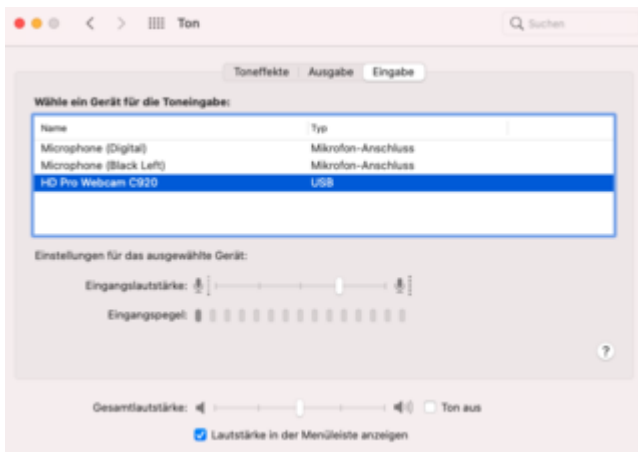 Ton
Suchen
Toneffekte Ausgabe Eingabe
Wähle ein Gerät für die Toneingabe:
Name Typ
Microphone (Digital) Mikrofon-Anschluss
Microphone (Black Left) Mikrofon-Anschluss
HD Pro Webcam C920 USB
Einstellungen für das ausgewählte Gerät:
Eingangslautstärke:
Eingangspegel:
?
Gesamtlautstärke: Ton aus
Lautstärke in der Menüleiste anzeigen